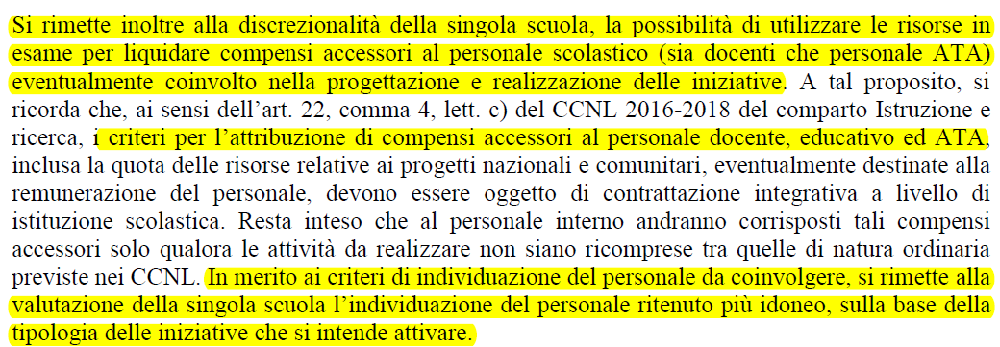 Si rimette inoltre alla discrezionalità della singola scuola, la possibilità di utilizzare le risorse in
esame per liquidare compensi accessori al personale scolastico (sia docenti che personale ATA)
eventualmente coinvolto nella progettazione e realizzazione delle iniziative. A tal proposito, si
ricorda che, ai sensi dell’art. 22, comma 4, lett. c) del CCNL 2016-2018 del comparto Istruzione e
ricerca, i criteri per l’attribuzione di compensi accessori al personale docente, educativo ed ATA,
inclusa la quota delle risorse relative ai progetti nazionali e comunitari, eventualmente destinate alla
remunerazione del personale, devono essere oggetto di contrattazione integrativa a livello di
istituzione scolastica. Resta inteso che al personale interno andranno corrisposti tali compensi
accessori solo qualora le attività da realizzare non siano ricomprese tra quelle di natura ordinaria
previste nei CCNL. In merito ai criteri di individuazione del personale da coinvolgere, si rimette alla
valutazione della singola scuola l’individuazione del personale ritenuto più idoneo, sulla base della
tipologia delle iniziative che si intende attivare.